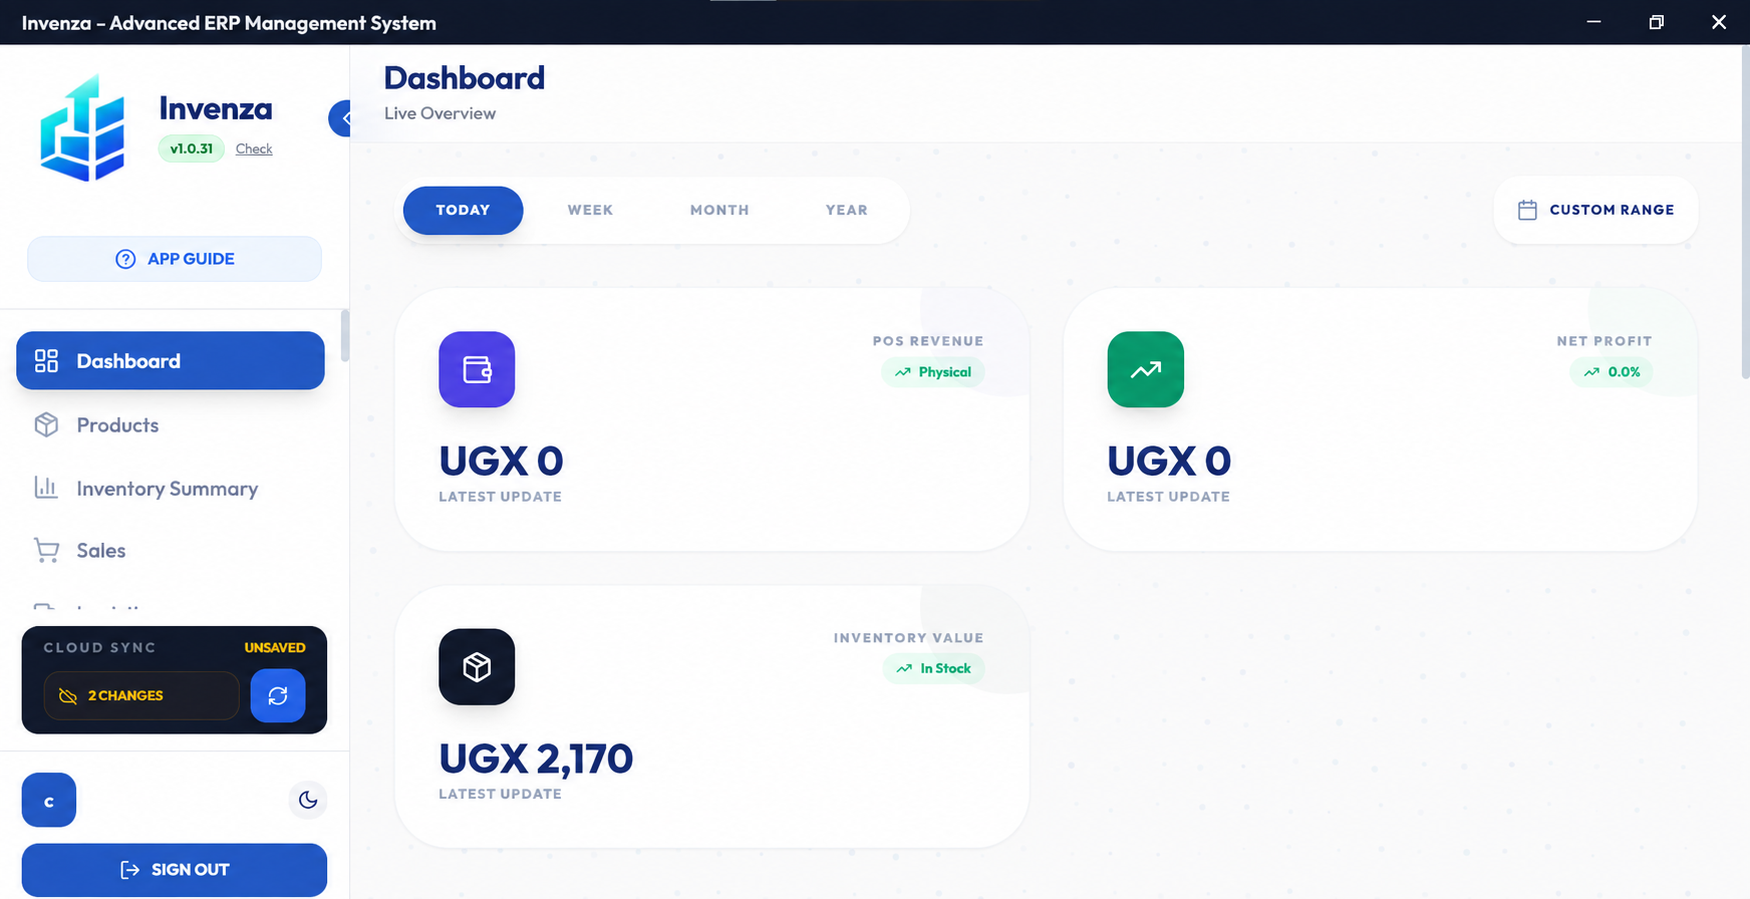 Invenza – Advanced ERP Management System
Invenza
v1.0.31 Check
APP GUIDE
Dashboard
Products
Inventory Summary
Sales
CLOUD SYNC UNSAVED
2 CHANGES
c
SIGN OUT
Dashboard
Live Overview
TODAY WEEK MONTH YEAR
CUSTOM RANGE
POS REVENUE
Physical
UGX 0
LATEST UPDATE
NET PROFIT
0.0%
UGX 0
LATEST UPDATE
INVENTORY VALUE
In Stock
UGX 2,170
LATEST UPDATE